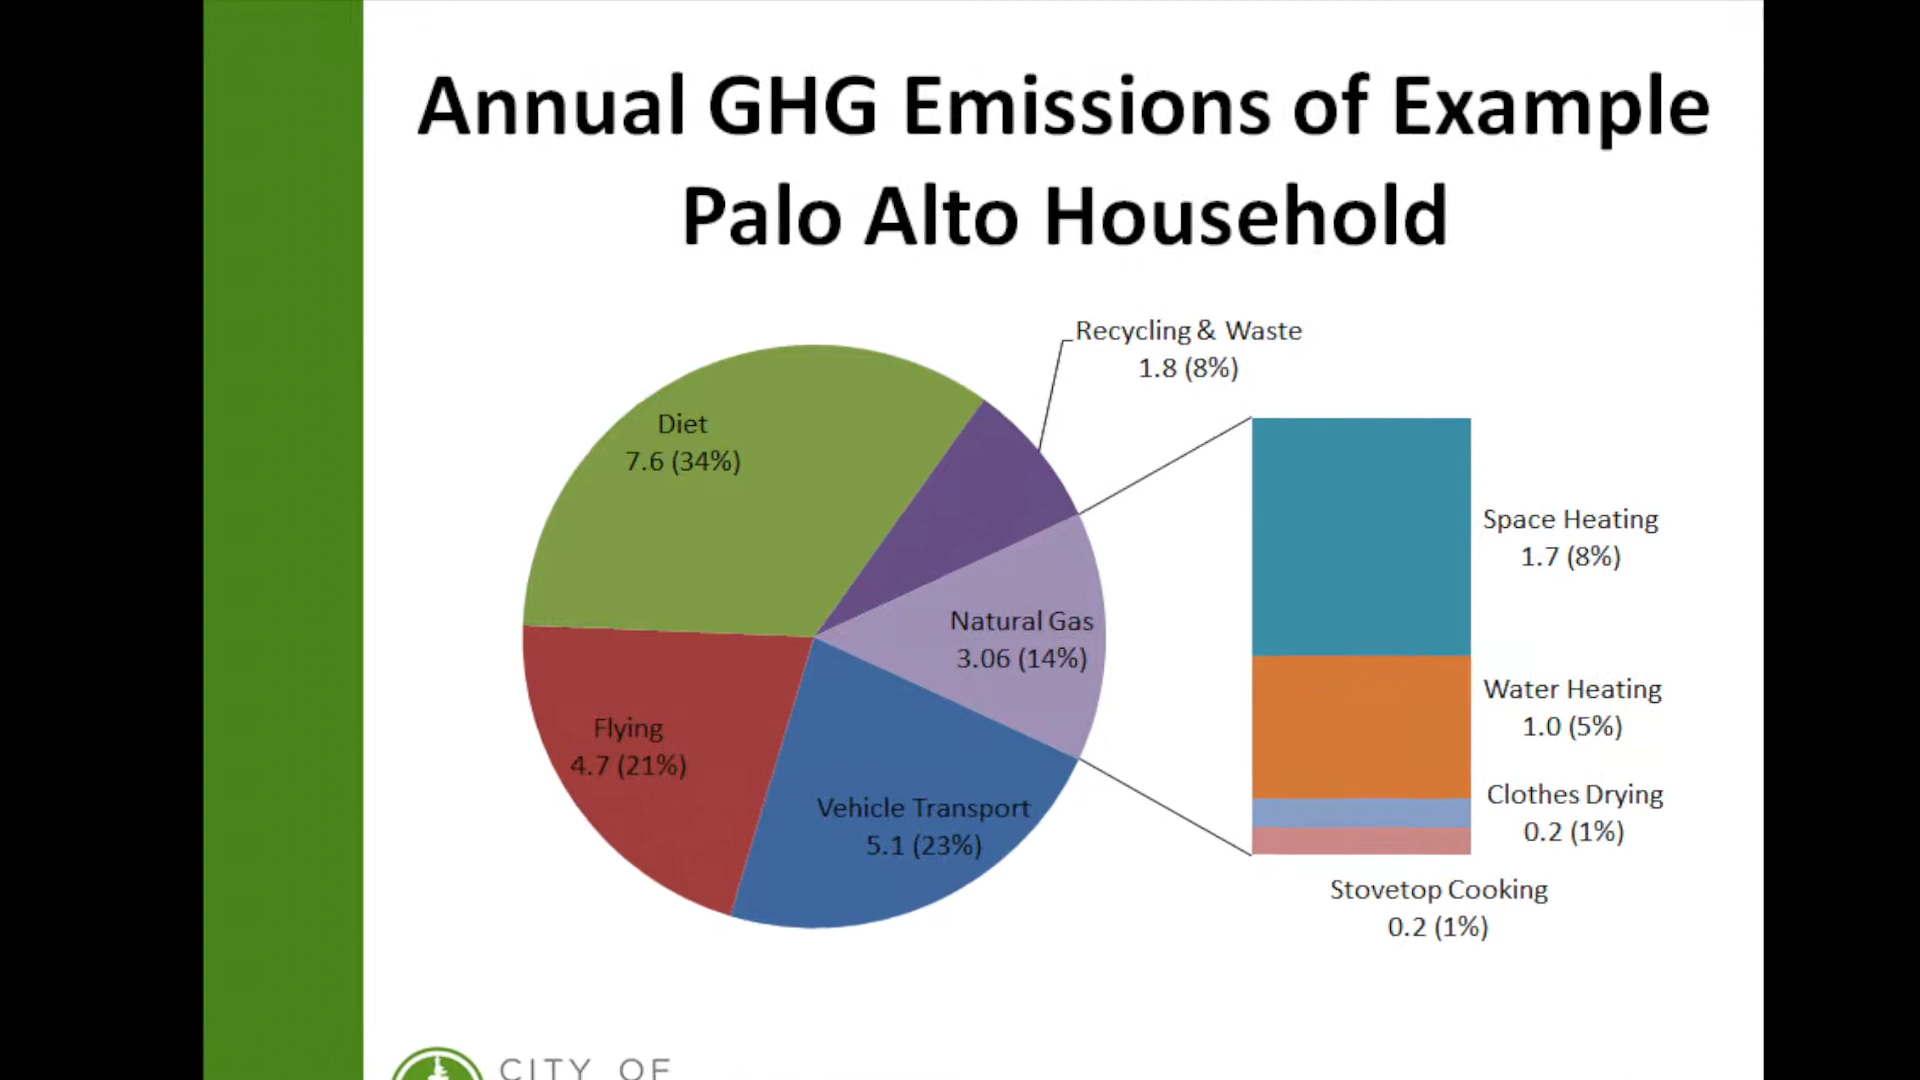 Annual GHG Emissions of Example
Palo Alto Household
Recycling & Waste
1.8 (8%)
Diet
7.6 (34%)
Space Heating
1.7 (8%)
Natural Gas
3.06 (14%)
Water Heating
1.0 (5%)
Flying
4.7 (21%)
Vehicle Transport
5.1 (23%)
Clothes Drying
0.2 (1%)
Stovetop Cooking
0.2 (1%)
CITY OF